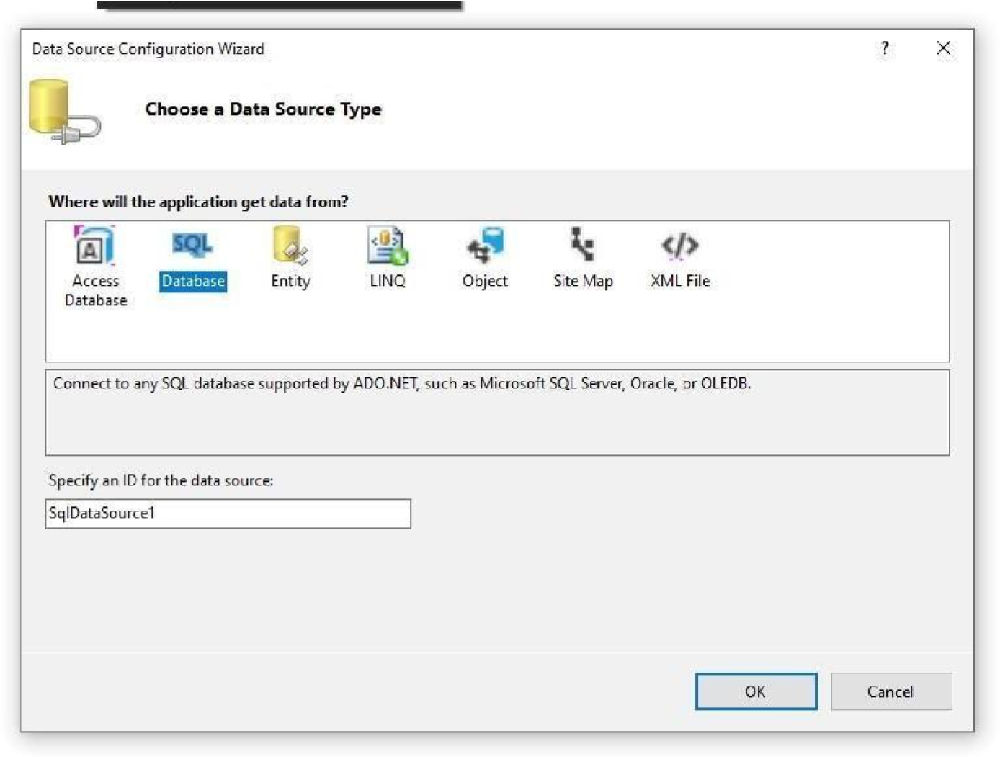 Data Source Configuration Wizard
?
Choose a Data Source Type
Where will the application get data from?
A
SQL
Access Database
Database
Entity
LINQ
Object
Site Map
XML File
Connect to any SQL database supported by ADO.NET, such as Microsoft SQL Server, Oracle, or OLEDB.
Specify an ID for the data source:
SqlDataSource1
OK
Cancel